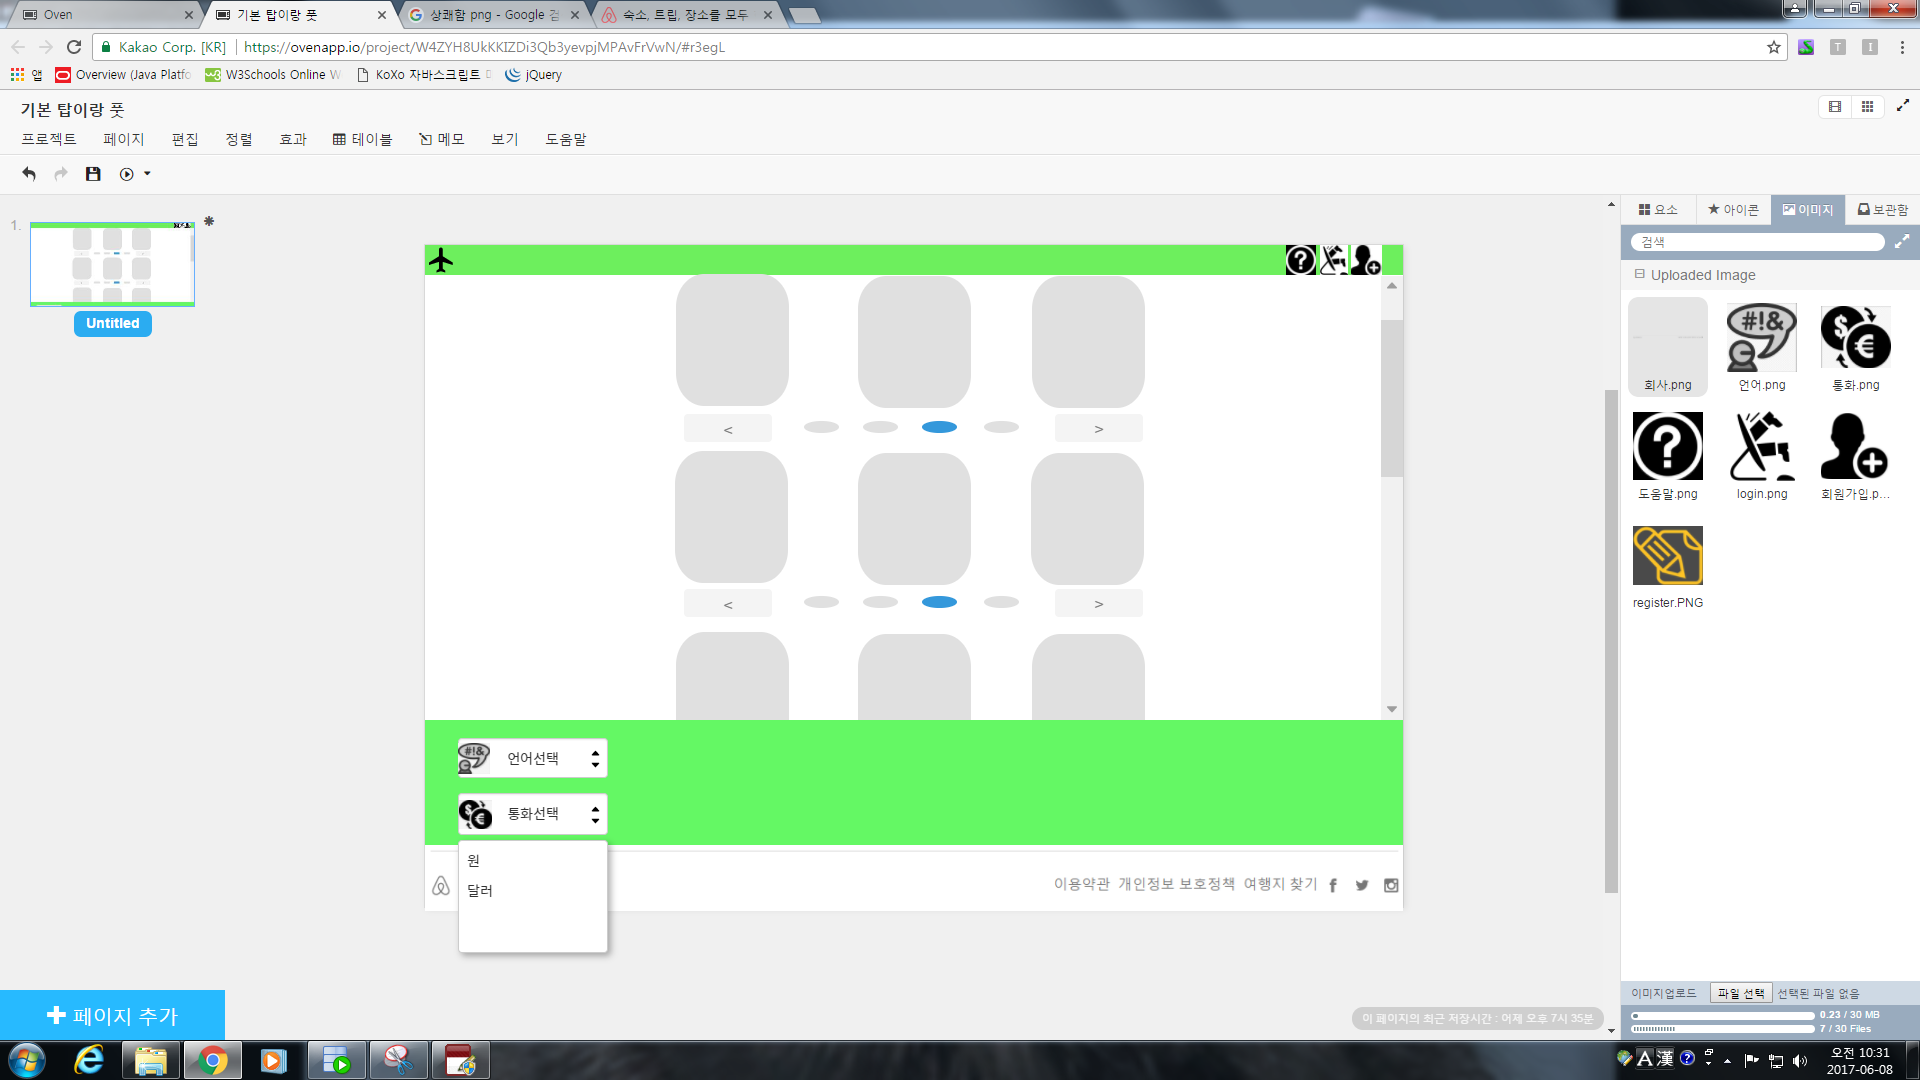 Oven
기본 탑이랑 풋
상쾌함 png - Google 검
숙소, 트립, 장소를 모두
Kakao Corp. [KR]
https://ovenapp.io/project/W4ZYH8UkKKIZDi3Qb3yevpjMPAvFrVwN/#r3egL
앱
Overview (Java Platfo
W3Schools Online W
KoXo 자바스크립트
jQuery
기본 탑이랑 풋
프로젝트 페이지 편집 정렬 효과 테이블 메모 보기 도움말
1.
Untitled
< >
< >
언어선택
통화선택
원
달러
이용약관 개인정보 보호정책 여행지 찾기
요소 아이콘 이미지 보관함
검색
Uploaded Image
회사.png 언어.png 통화.png
도움말.png login.png 회원가입.p...
register.PNG
페이지 추가
이 페이지의 최근 저장시간 : 어제 오후 7시 35분
이미지업로드 파일 선택 선택된 파일 없음
0.23 / 30 MB
7 / 30 Files
A 漢
오전 10:31
2017-06-08